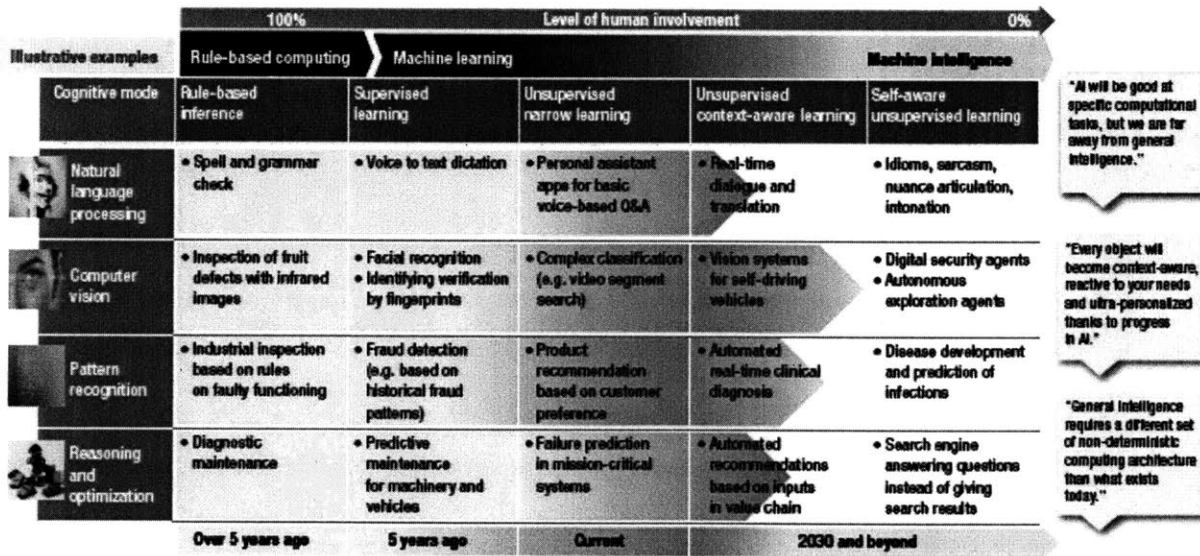 100% Level of human involvement 0%
Illustrative examples Rule-based computing Machine learning Machine intelligence
Cognitive mode
Rule-based
inference
Supervised
learning
Unsupervised
narrow learning
Unsupervised
context-aware learning
Self-aware
unsupervised learning
Natural
language
processing
• Spell and grammar
check
• Voice to text dictation
• Personal assistant
apps for basic
voice-based Q&A
• Real-time
dialogue and
translation
• Idioms, sarcasm,
nuance articulation,
intonation
Computer
vision
• Inspection of fruit
defects with infrared
images
• Facial recognition
• Identifying verification
by fingerprints
• Complex classification
(e.g. video segment
search)
• Vision systems
for self-driving
vehicles
• Digital security agents
• Autonomous
exploration agents
Pattern
recognition
• Industrial inspection
based on rules
on faulty functioning
• Fraud detection
(e.g. based on
historical fraud
patterns)
• Product
recommendation
based on customer
preference
• Automated
real-time clinical
diagnosis
• Disease development
and prediction of
infections
Reasoning
and
optimization
• Diagnostic
maintenance
• Predictive
maintenance
for machinery and
vehicles
• Failure prediction
in mission-critical
systems
• Automated
recommendations
based on inputs
in value chain
• Search engine
answering questions
instead of giving
search results
Over 5 years ago 5 years ago Current 2030 and beyond
"AI will be good at
specific computational
tasks, but we are far
away from general
intelligence."
"Every object will
become context-aware,
reactive to your needs
and ultra-personalized
thanks to progress
in AI."
"General intelligence
requires a different set
of non-deterministic
computing architecture
than what exists
today."